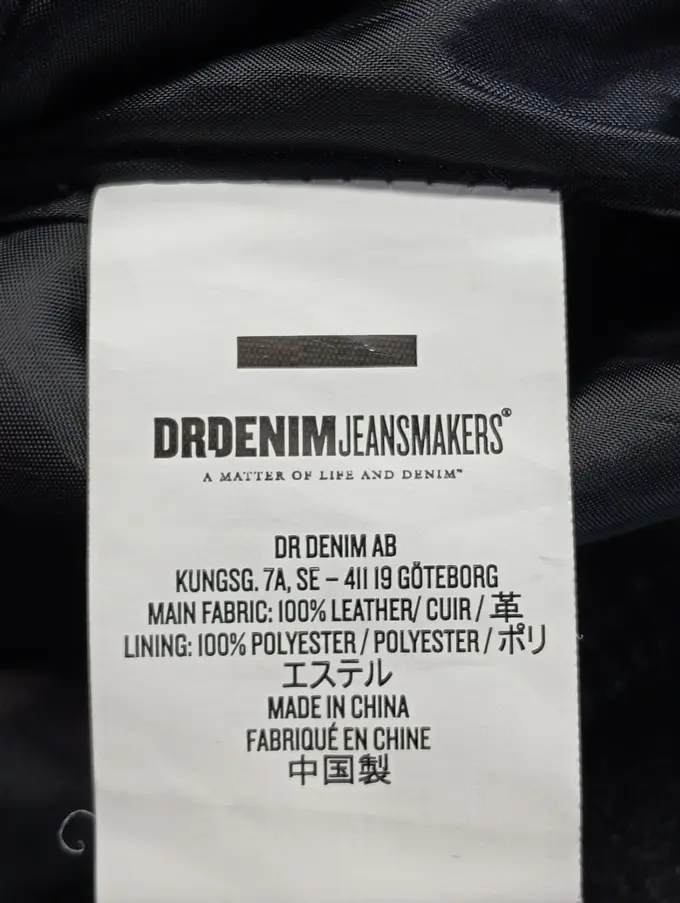 DRDENIMJEANSMAKERS®
A MATTER OF LIFE AND DENIM™
DR DENIM AB
KUNGSG. 7A, SE – 411 19 GÖTEBORG
MAIN FABRIC: 100% LEATHER/ CUIR / 革
LINING: 100% POLYESTER / POLYESTER / ポリ
エステル
MADE IN CHINA
FABRIQUÉ EN CHINE
中国製